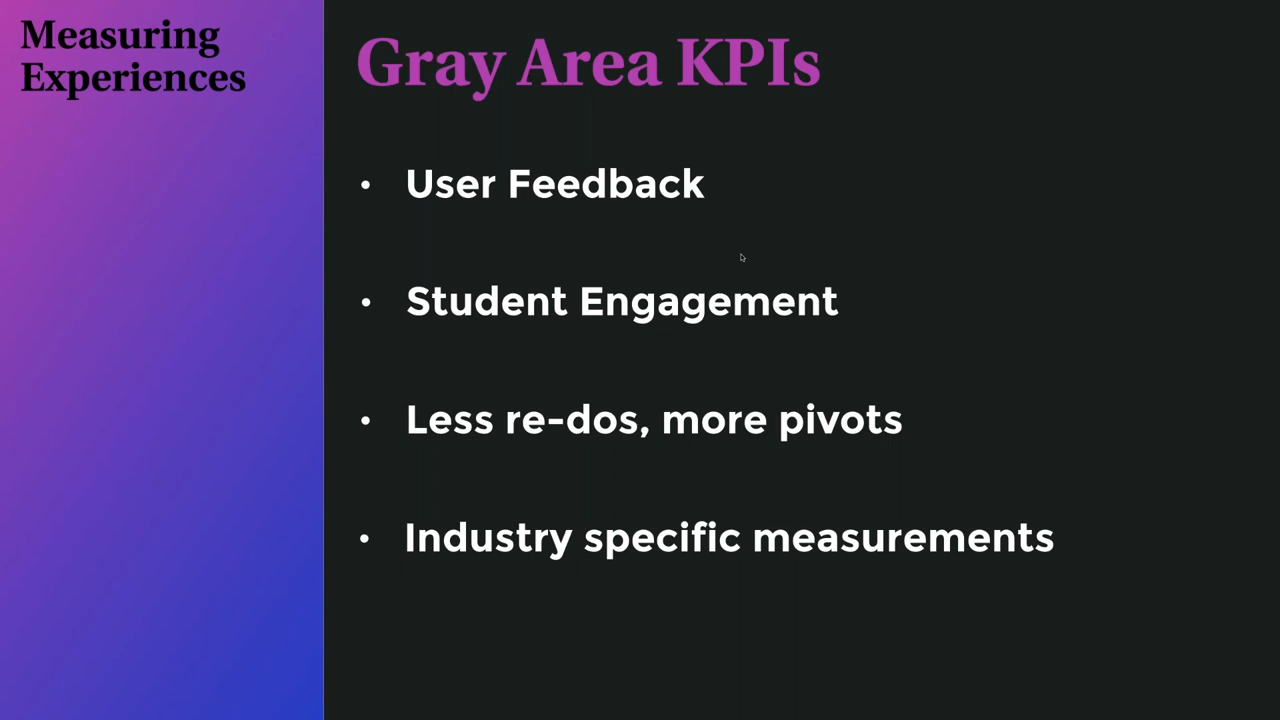 Measuring
Experiences
Gray Area KPIs
• User Feedback
• Student Engagement
• Less re-dos, more pivots
• Industry specific measurements